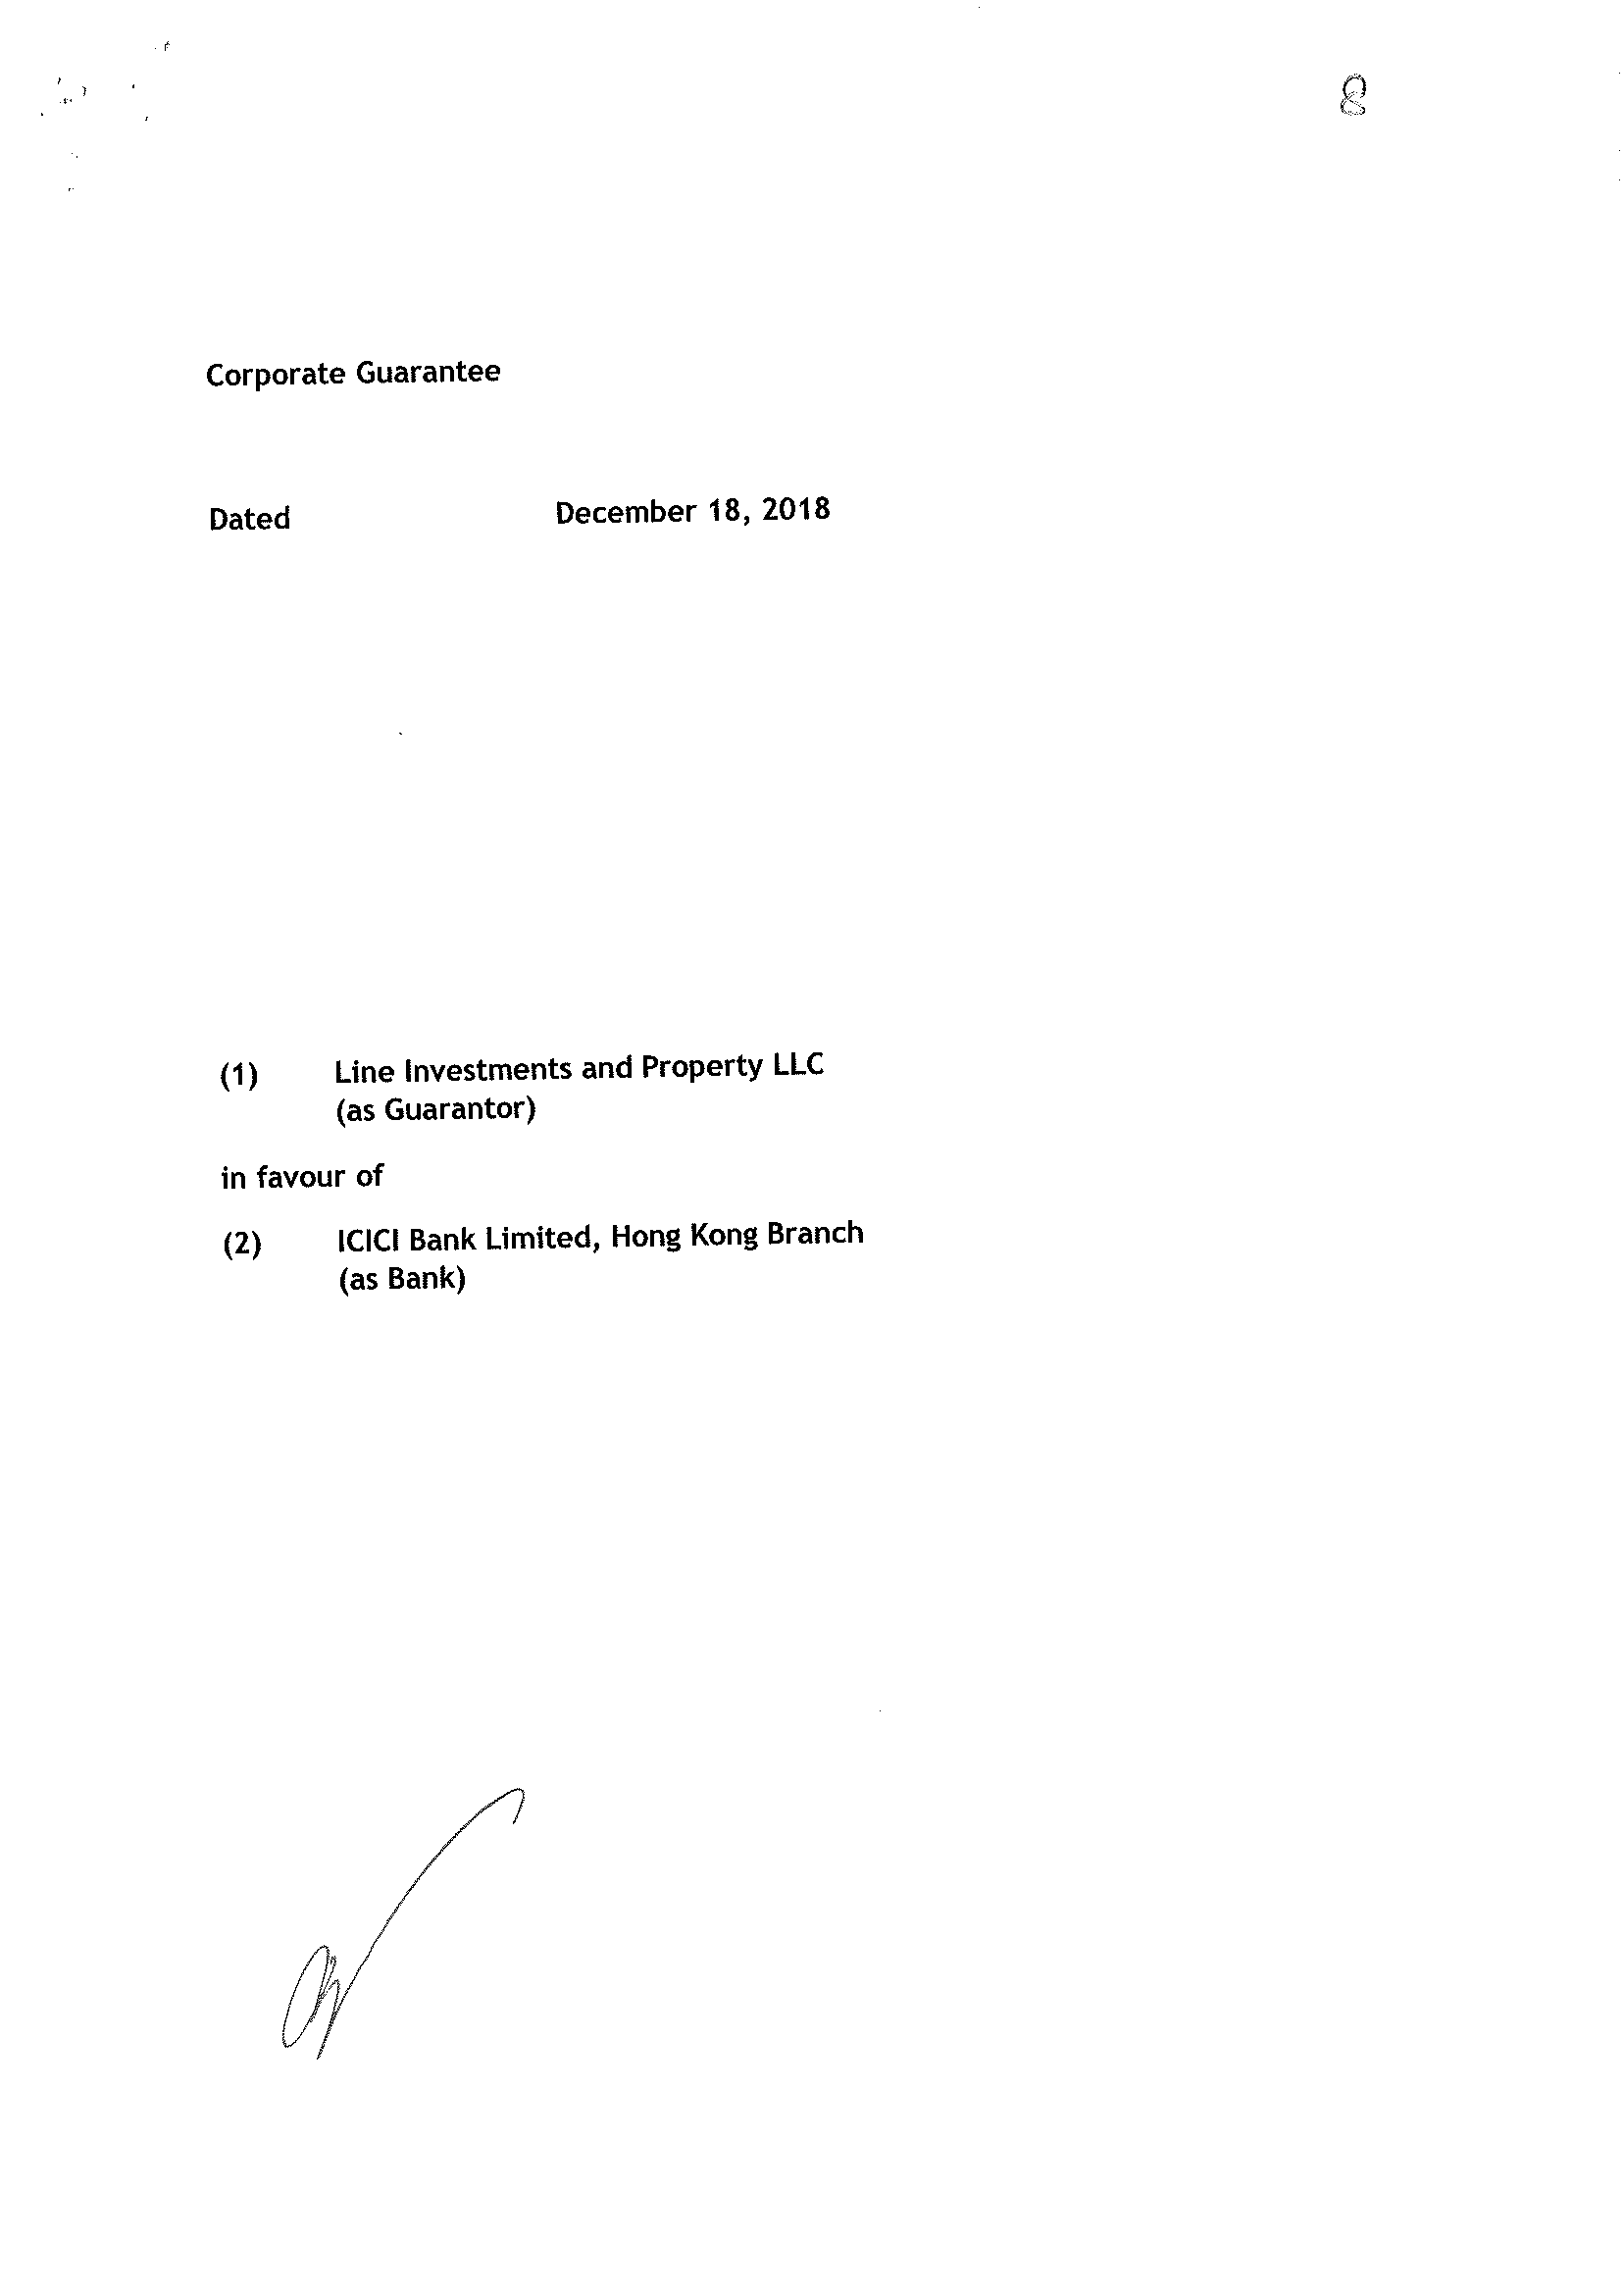 8
Corporate Guarantee
Dated December 18, 2018
(1) Line Investments and Property LLC
(as Guarantor)
in favour of
(2) ICICI Bank Limited, Hong Kong Branch
(as Bank)